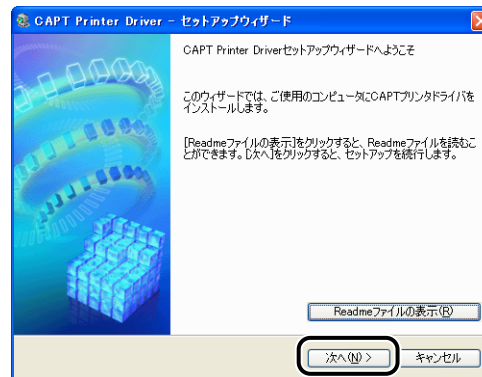 CAPT Printer Driver - セットアップウィザード
CAPT Printer Driverセットアップウィザードへようこそ
このウィザードでは、ご使用のコンピュータにCAPTプリンタドライバを
インストールします。
[Readmeファイルの表示]をクリックすると、Readmeファイルを読むこ
とができます。[次へ]をクリックすると、セットアップを続行します。
Readmeファイルの表示(R)
次へ(N) >
キャンセル